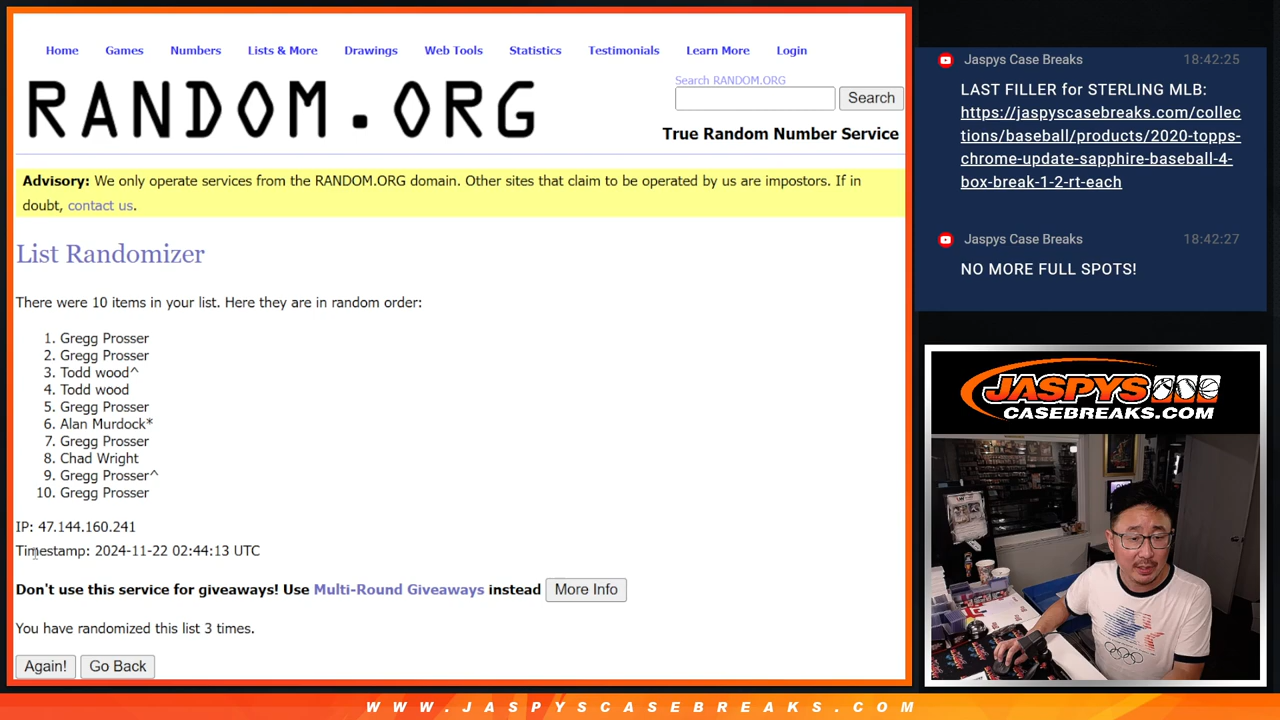 Home Games Numbers Lists & More Drawings Web Tools Statistics Testimonials Learn More Login
RANDOM.ORG
Search RANDOM.ORG
Search
True Random Number Service
Advisory: We only operate services from the RANDOM.ORG domain. Other sites that claim to be operated by us are impostors. If in
doubt, contact us.
List Randomizer
There were 10 items in your list. Here they are in random order:
1. Gregg Prosser
2. Gregg Prosser
3. Todd wood^
4. Todd wood
5. Gregg Prosser
6. Alan Murdock*
7. Gregg Prosser
8. Chad Wright
9. Gregg Prosser^
10. Gregg Prosser
IP: 47.144.160.241
Timestamp: 2024-11-22 02:44:13 UTC
Don't use this service for giveaways! Use Multi-Round Giveaways instead More Info
You have randomized this list 3 times.
Again! Go Back
Jaspys Case Breaks 18:42:25
LAST FILLER for STERLING MLB:
https://jaspyscasebreaks.com/collec
tions/baseball/products/2020-topps-
chrome-update-sapphire-baseball-4-
box-break-1-2-rt-each
Jaspys Case Breaks 18:42:27
NO MORE FULL SPOTS!
JASPYS
CASEBREAKS.COM
WWW.JASPYSCASEBREAKS.COM